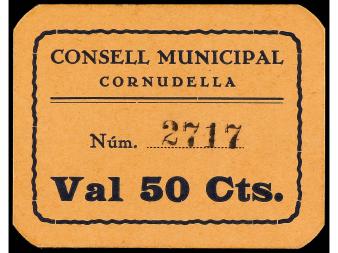 CONSELL MUNICIPAL
CORNUDELLA
Núm. 2717
Val 50 Cts.